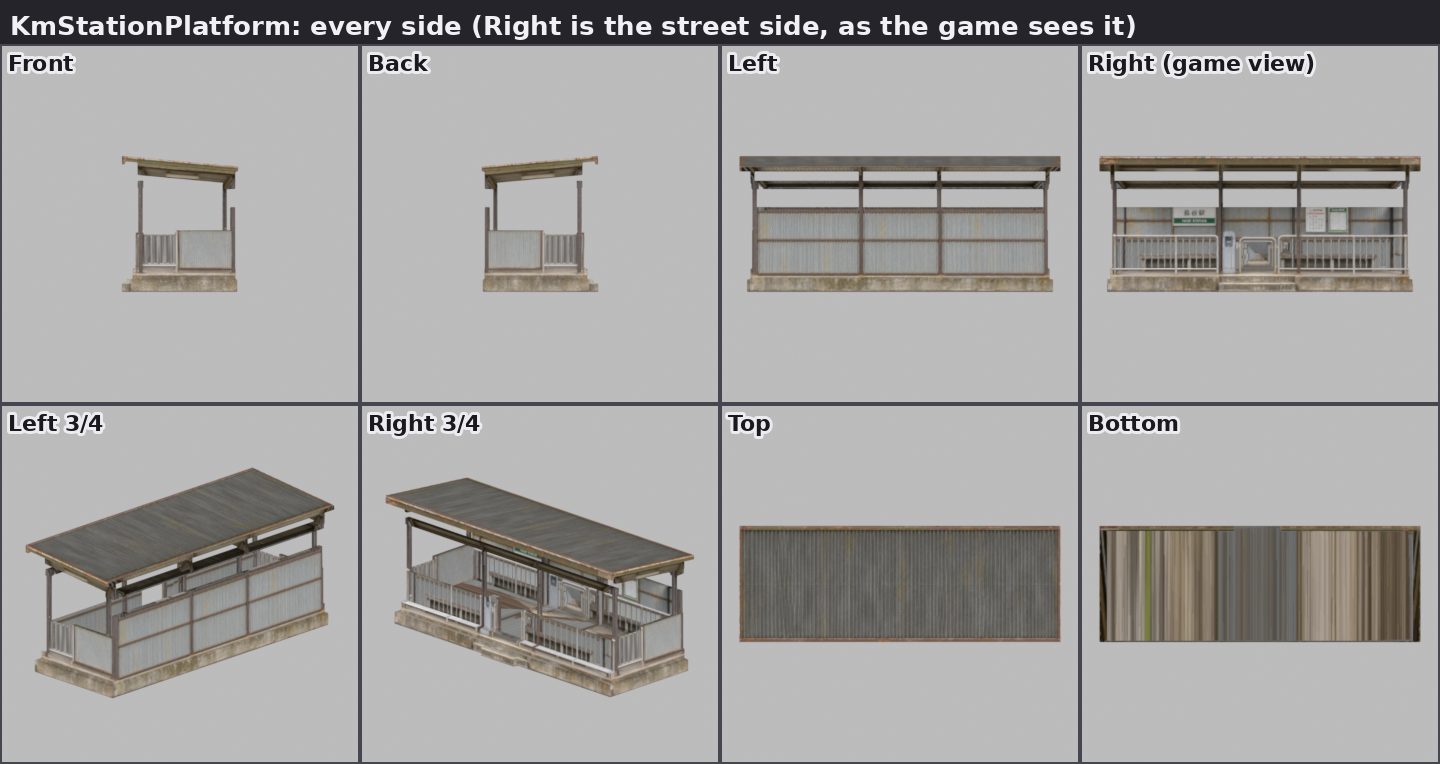 KmStationPlatform: every side (Right is the street side, as the game sees it)
Front
Back
Left
Right (game view)
Left 3/4
Right 3/4
Top
Bottom